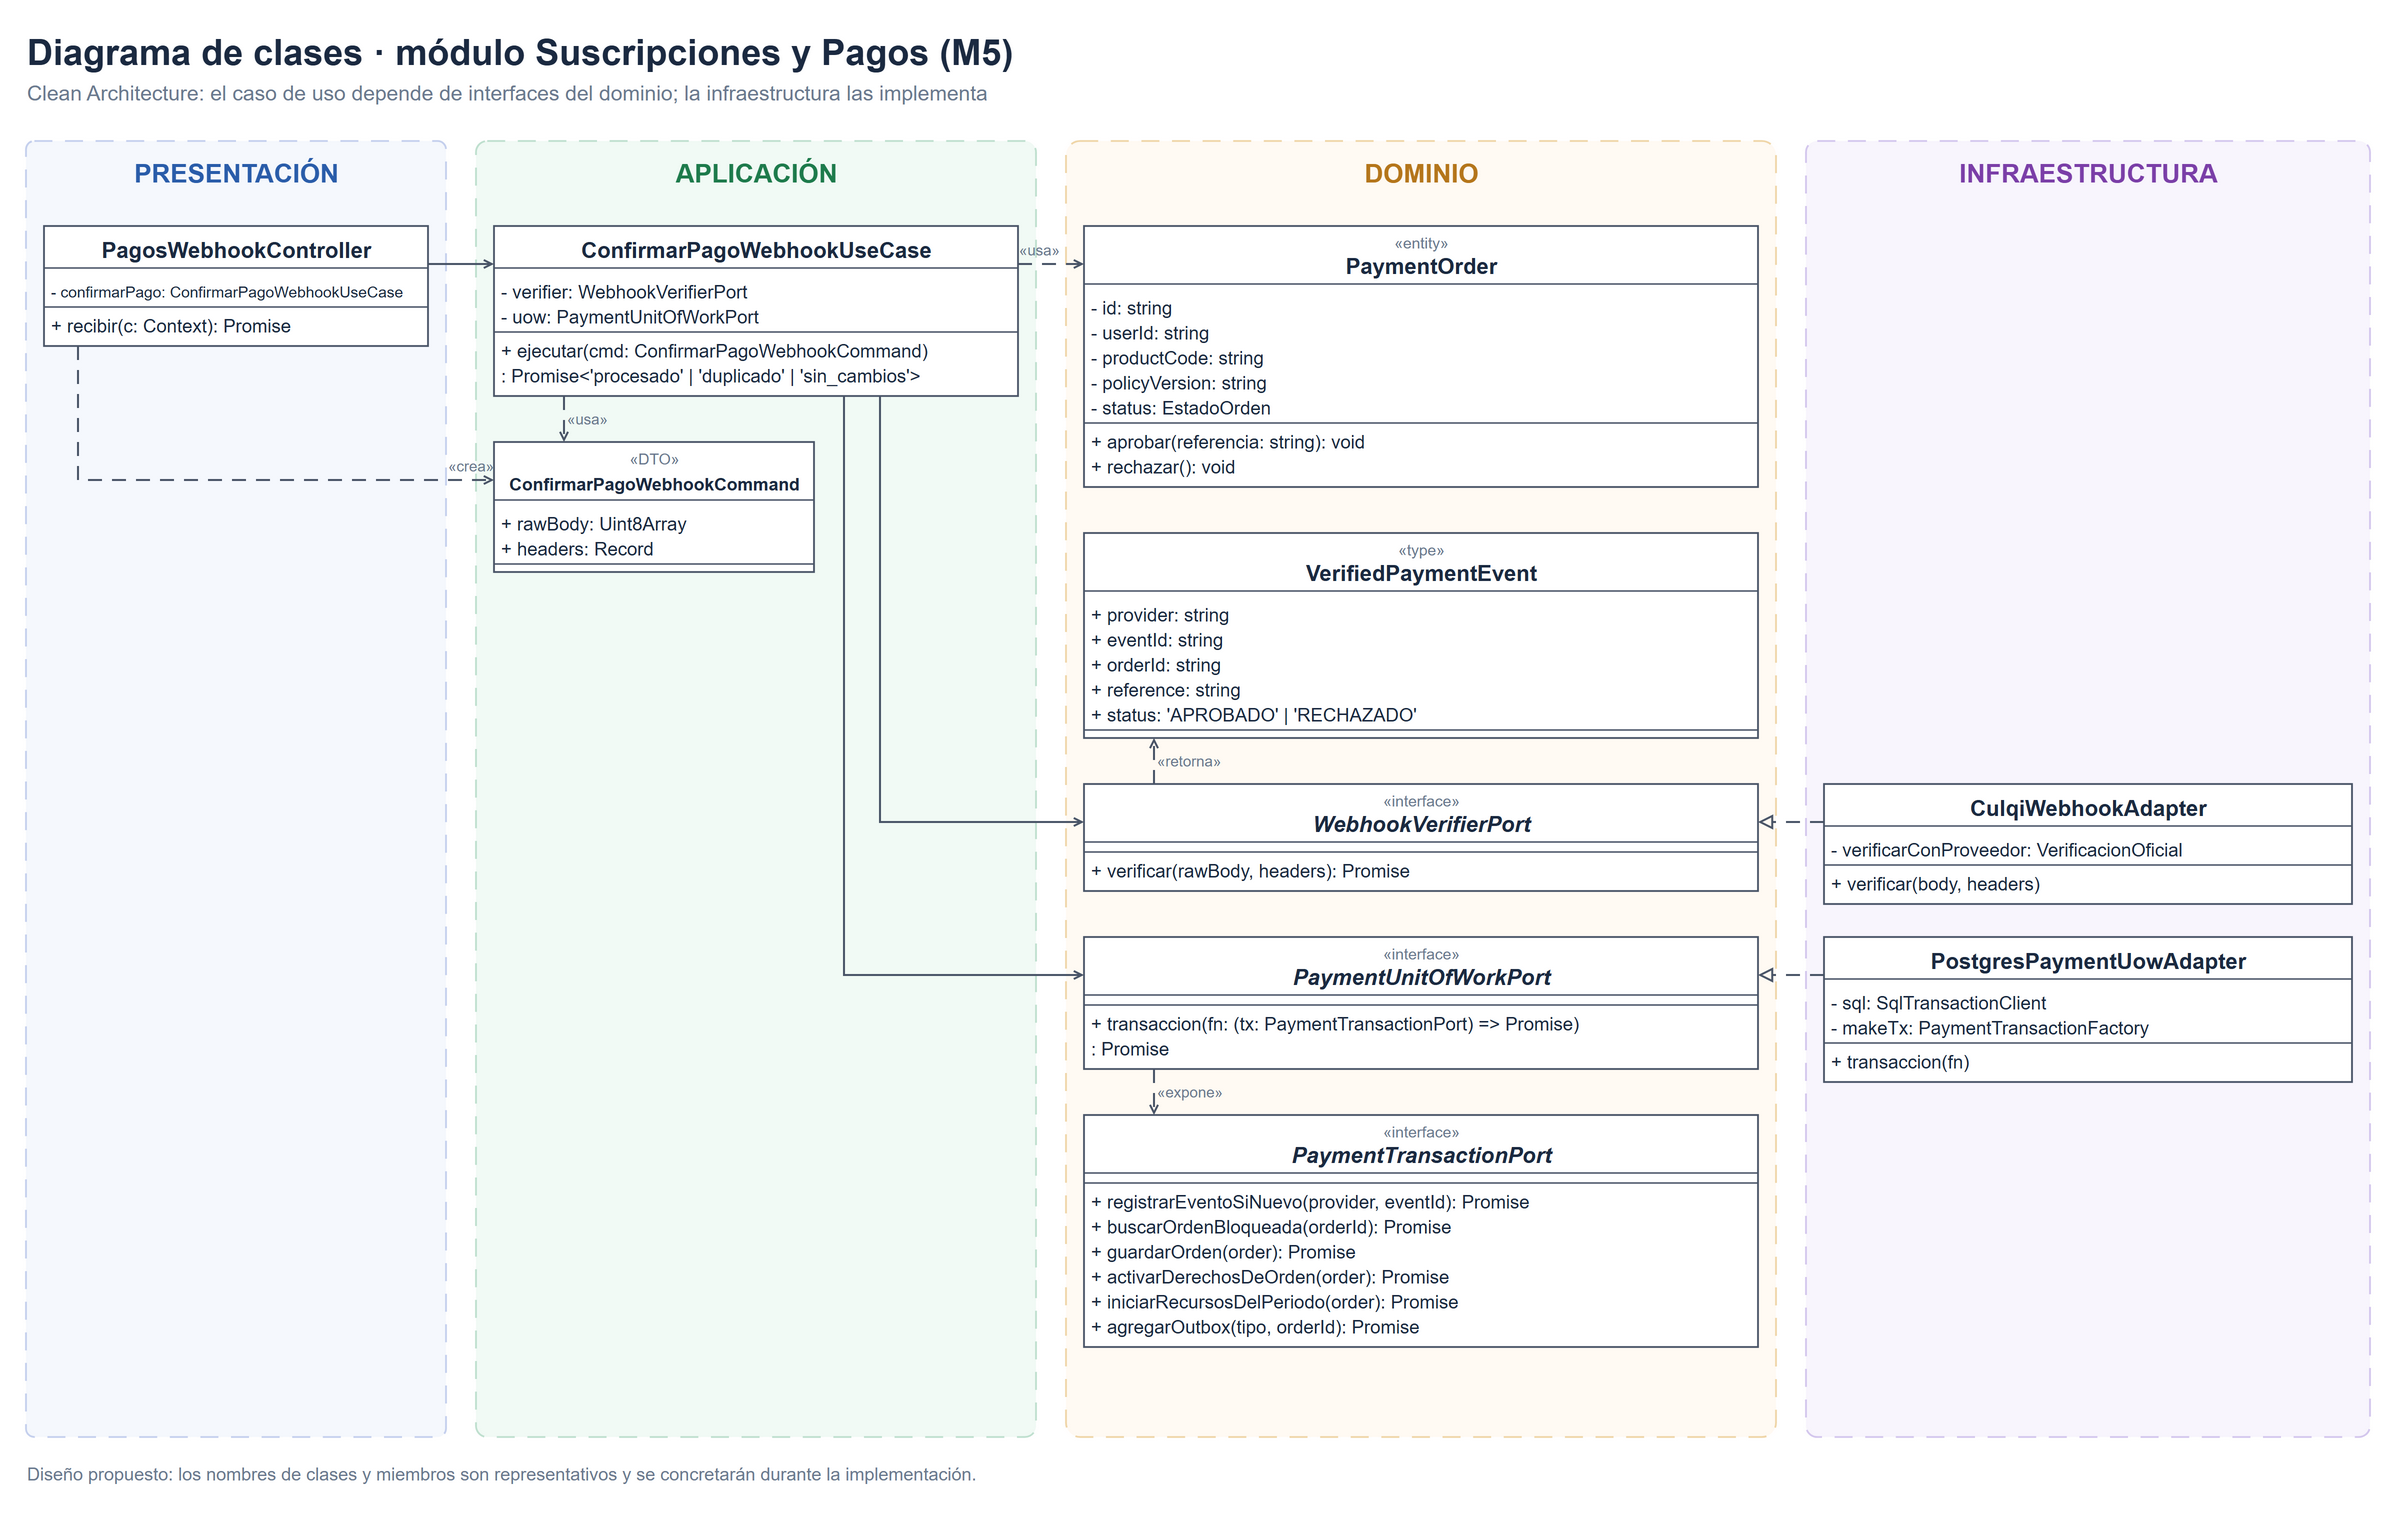 Diagrama de clases · módulo Suscripciones y Pagos (M5)
Clean Architecture: el caso de uso depende de interfaces del dominio; la infraestructura las implementa
PRESENTACIÓN
PagosWebhookController
- confirmarPago: ConfirmarPagoWebhookUseCase
+ recibir(c: Context): Promise
«crea»
APLICACIÓN
ConfirmarPagoWebhookUseCase
- verifier: WebhookVerifierPort
- uow: PaymentUnitOfWorkPort
+ ejecutar(cmd: ConfirmarPagoWebhookCommand)
: Promise<'procesado' | 'duplicado' | 'sin_cambios'>
«usa»
«usa»
«DTO»
ConfirmarPagoWebhookCommand
+ rawBody: Uint8Array
+ headers: Record
DOMINIO
«entity»
PaymentOrder
- id: string
- userId: string
- productCode: string
- policyVersion: string
- status: EstadoOrden
+ aprobar(referencia: string): void
+ rechazar(): void
«type»
VerifiedPaymentEvent
+ provider: string
+ eventId: string
+ orderId: string
+ reference: string
+ status: 'APROBADO' | 'RECHAZADO'
«retorna»
«interface»
WebhookVerifierPort
+ verificar(rawBody, headers): Promise
«interface»
PaymentUnitOfWorkPort
+ transaccion(fn: (tx: PaymentTransactionPort) => Promise)
: Promise
«expone»
«interface»
PaymentTransactionPort
+ registrarEventoSiNuevo(provider, eventId): Promise
+ buscarOrdenBloqueada(orderId): Promise
+ guardarOrden(order): Promise
+ activarDerechosDeOrden(order): Promise
+ iniciarRecursosDelPeriodo(order): Promise
+ agregarOutbox(tipo, orderId): Promise
INFRAESTRUCTURA
CulqiWebhookAdapter
- verificarConProveedor: VerificacionOficial
+ verificar(body, headers)
PostgresPaymentUowAdapter
- sql: SqlTransactionClient
- makeTx: PaymentTransactionFactory
+ transaccion(fn)
Diseño propuesto: los nombres de clases y miembros son representativos y se concretarán durante la implementación.